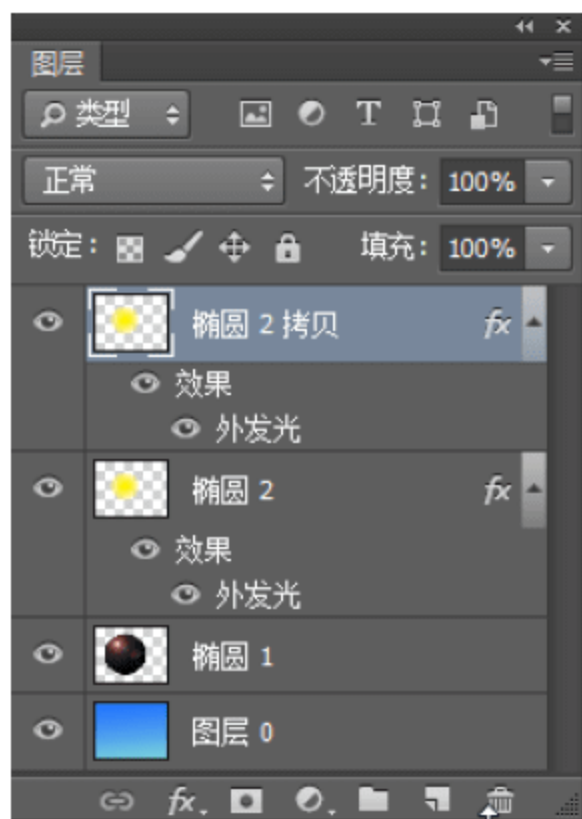 图层
类型
正常 不透明度: 100%
锁定: 填充: 100%
椭圆 2 拷贝 fx
效果
外发光
椭圆 2 fx
效果
外发光
椭圆 1
图层 0
fx.